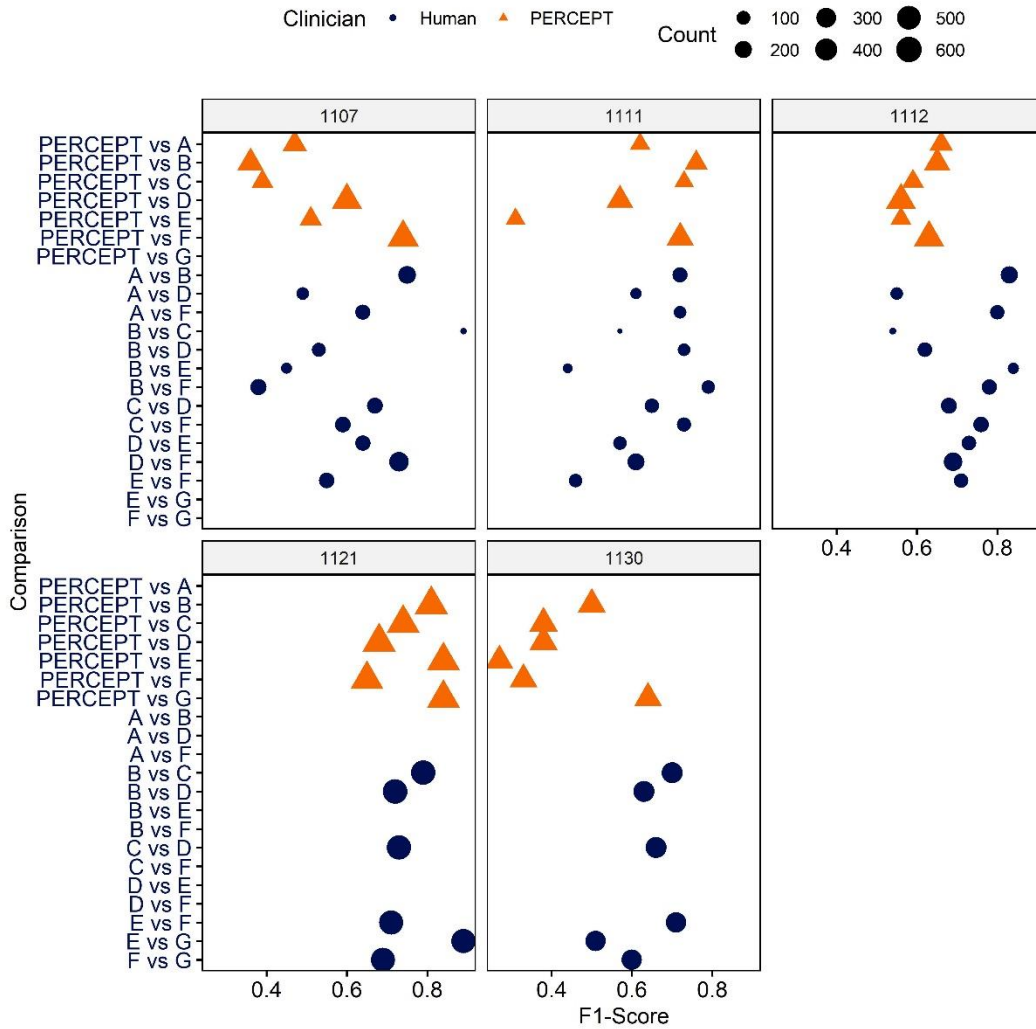 Clinician Human PERCEPT
Count 100 300 500
200 400 600
1107 1111 1112
PERCEPT vs A
PERCEPT vs B
PERCEPT vs C
PERCEPT vs D
PERCEPT vs E
PERCEPT vs F
PERCEPT vs G
A vs B
A vs D
A vs F
B vs C
B vs D
B vs E
B vs F
C vs D
C vs F
D vs E
D vs F
E vs F
E vs G
F vs G
0.4 0.6 0.8
Comparison
1121 1130
PERCEPT vs A
PERCEPT vs B
PERCEPT vs C
PERCEPT vs D
PERCEPT vs E
PERCEPT vs F
PERCEPT vs G
A vs B
A vs D
A vs F
B vs C
B vs D
B vs E
B vs F
C vs D
C vs F
D vs E
D vs F
E vs F
E vs G
F vs G
0.4 0.6 0.8 0.4 0.6 0.8
F1-Score